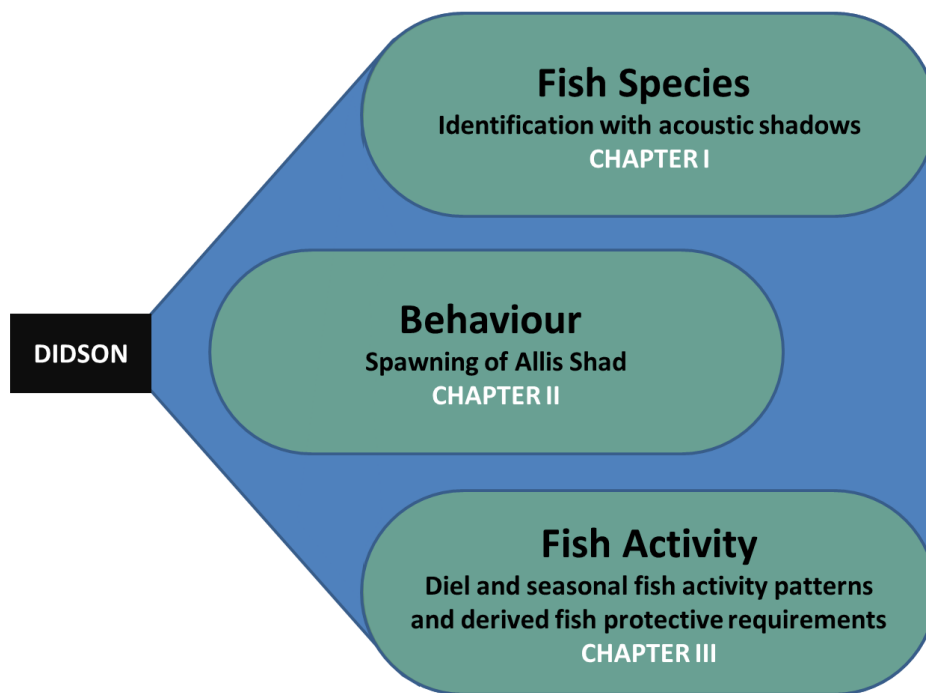 Fish Species
Identification with acoustic shadows
CHAPTER I
DIDSON
Behaviour
Spawning of Allis Shad
CHAPTER II
Fish Activity
Diel and seasonal fish activity patterns
and derived fish protective requirements
CHAPTER III